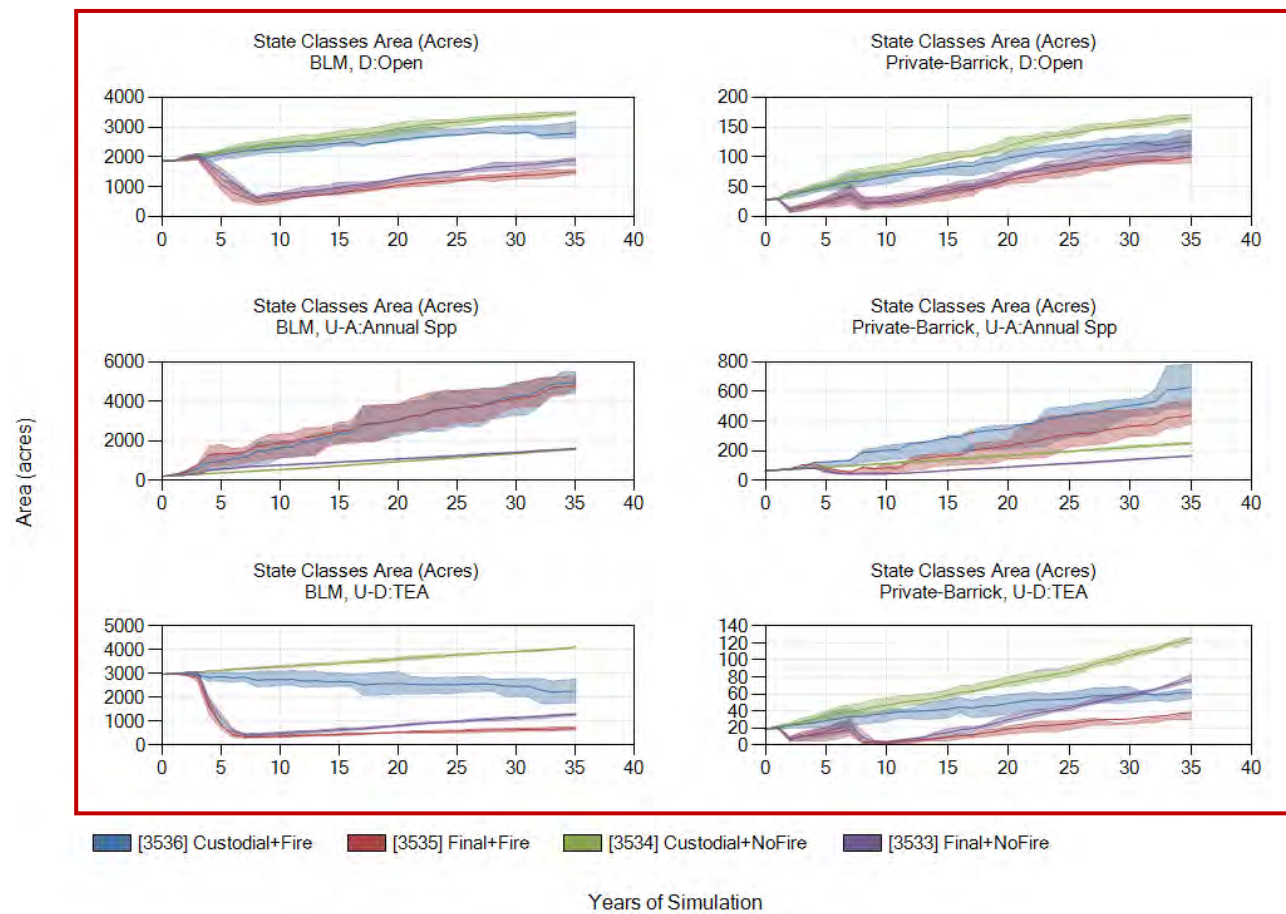 State Classes Area (Acres)
BLM, D:Open
4000
3000
2000
1000
0
0 5 10 15 20 25 30 35 40
State Classes Area (Acres)
Private-Barrick, D:Open
200
150
100
50
0
0 5 10 15 20 25 30 35 40
State Classes Area (Acres)
BLM, U-A:Annual Spp
6000
4000
2000
0
0 5 10 15 20 25 30 35 40
State Classes Area (Acres)
Private-Barrick, U-A:Annual Spp
800
600
400
200
0
0 5 10 15 20 25 30 35 40
State Classes Area (Acres)
BLM, U-D:TEA
5000
4000
3000
2000
1000
0
0 5 10 15 20 25 30 35 40
State Classes Area (Acres)
Private-Barrick, U-D:TEA
140
120
100
80
60
40
20
0
0 5 10 15 20 25 30 35 40
Area (acres)
[3536] Custodial+Fire [3535] Final+Fire [3534] Custodial+NoFire [3533] Final+NoFire
Years of Simulation